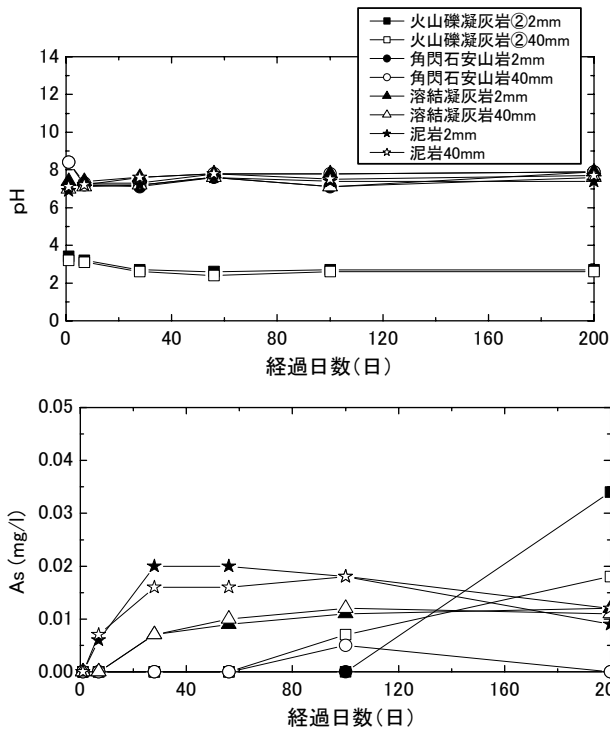 火山礫凝灰岩②2mm
火山礫凝灰岩②40mm
角閃石安山岩2mm
角閃石安山岩40mm
溶結凝灰岩2mm
溶結凝灰岩40mm
泥岩2mm
泥岩40mm
14
12
10
8
6
4
2
0
pH
0 40 80 120 160 200
経過日数(日)
0.05
0.04
0.03
0.02
0.01
0.00
As (mg/l)
0 40 80 120 160 20
経過日数(日)